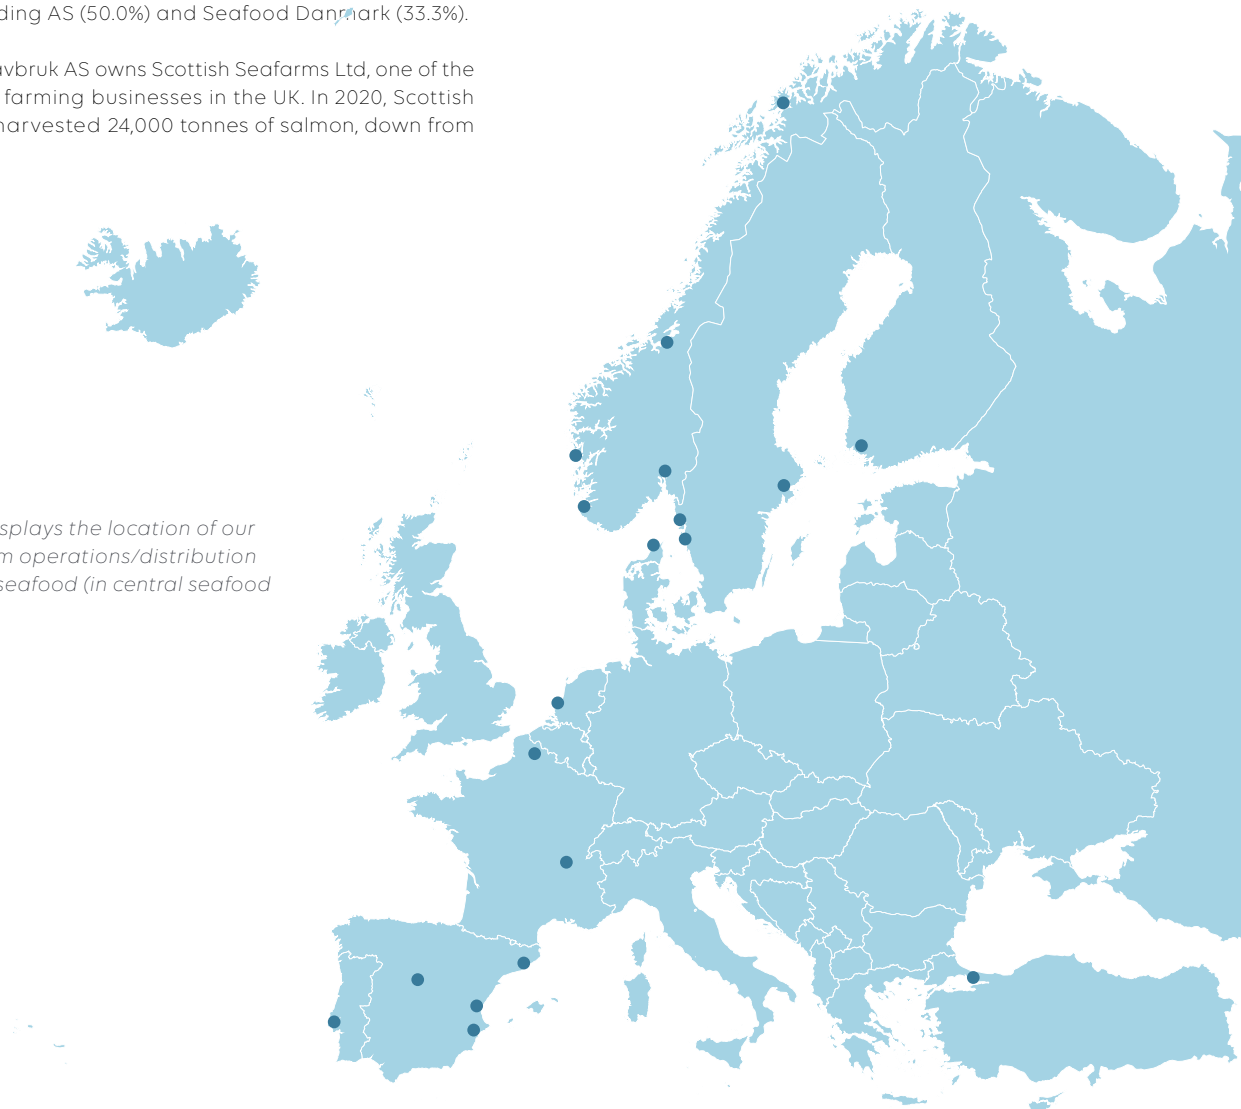 ding AS (50.0%) and Seafood Danmark (33.3%).
avbruk AS owns Scottish Seafarms Ltd, one of the
farming businesses in the UK. In 2020, Scottish
harvested 24,000 tonnes of salmon, down from
splays the location of our
m operations/distribution
seafood (in central seafood